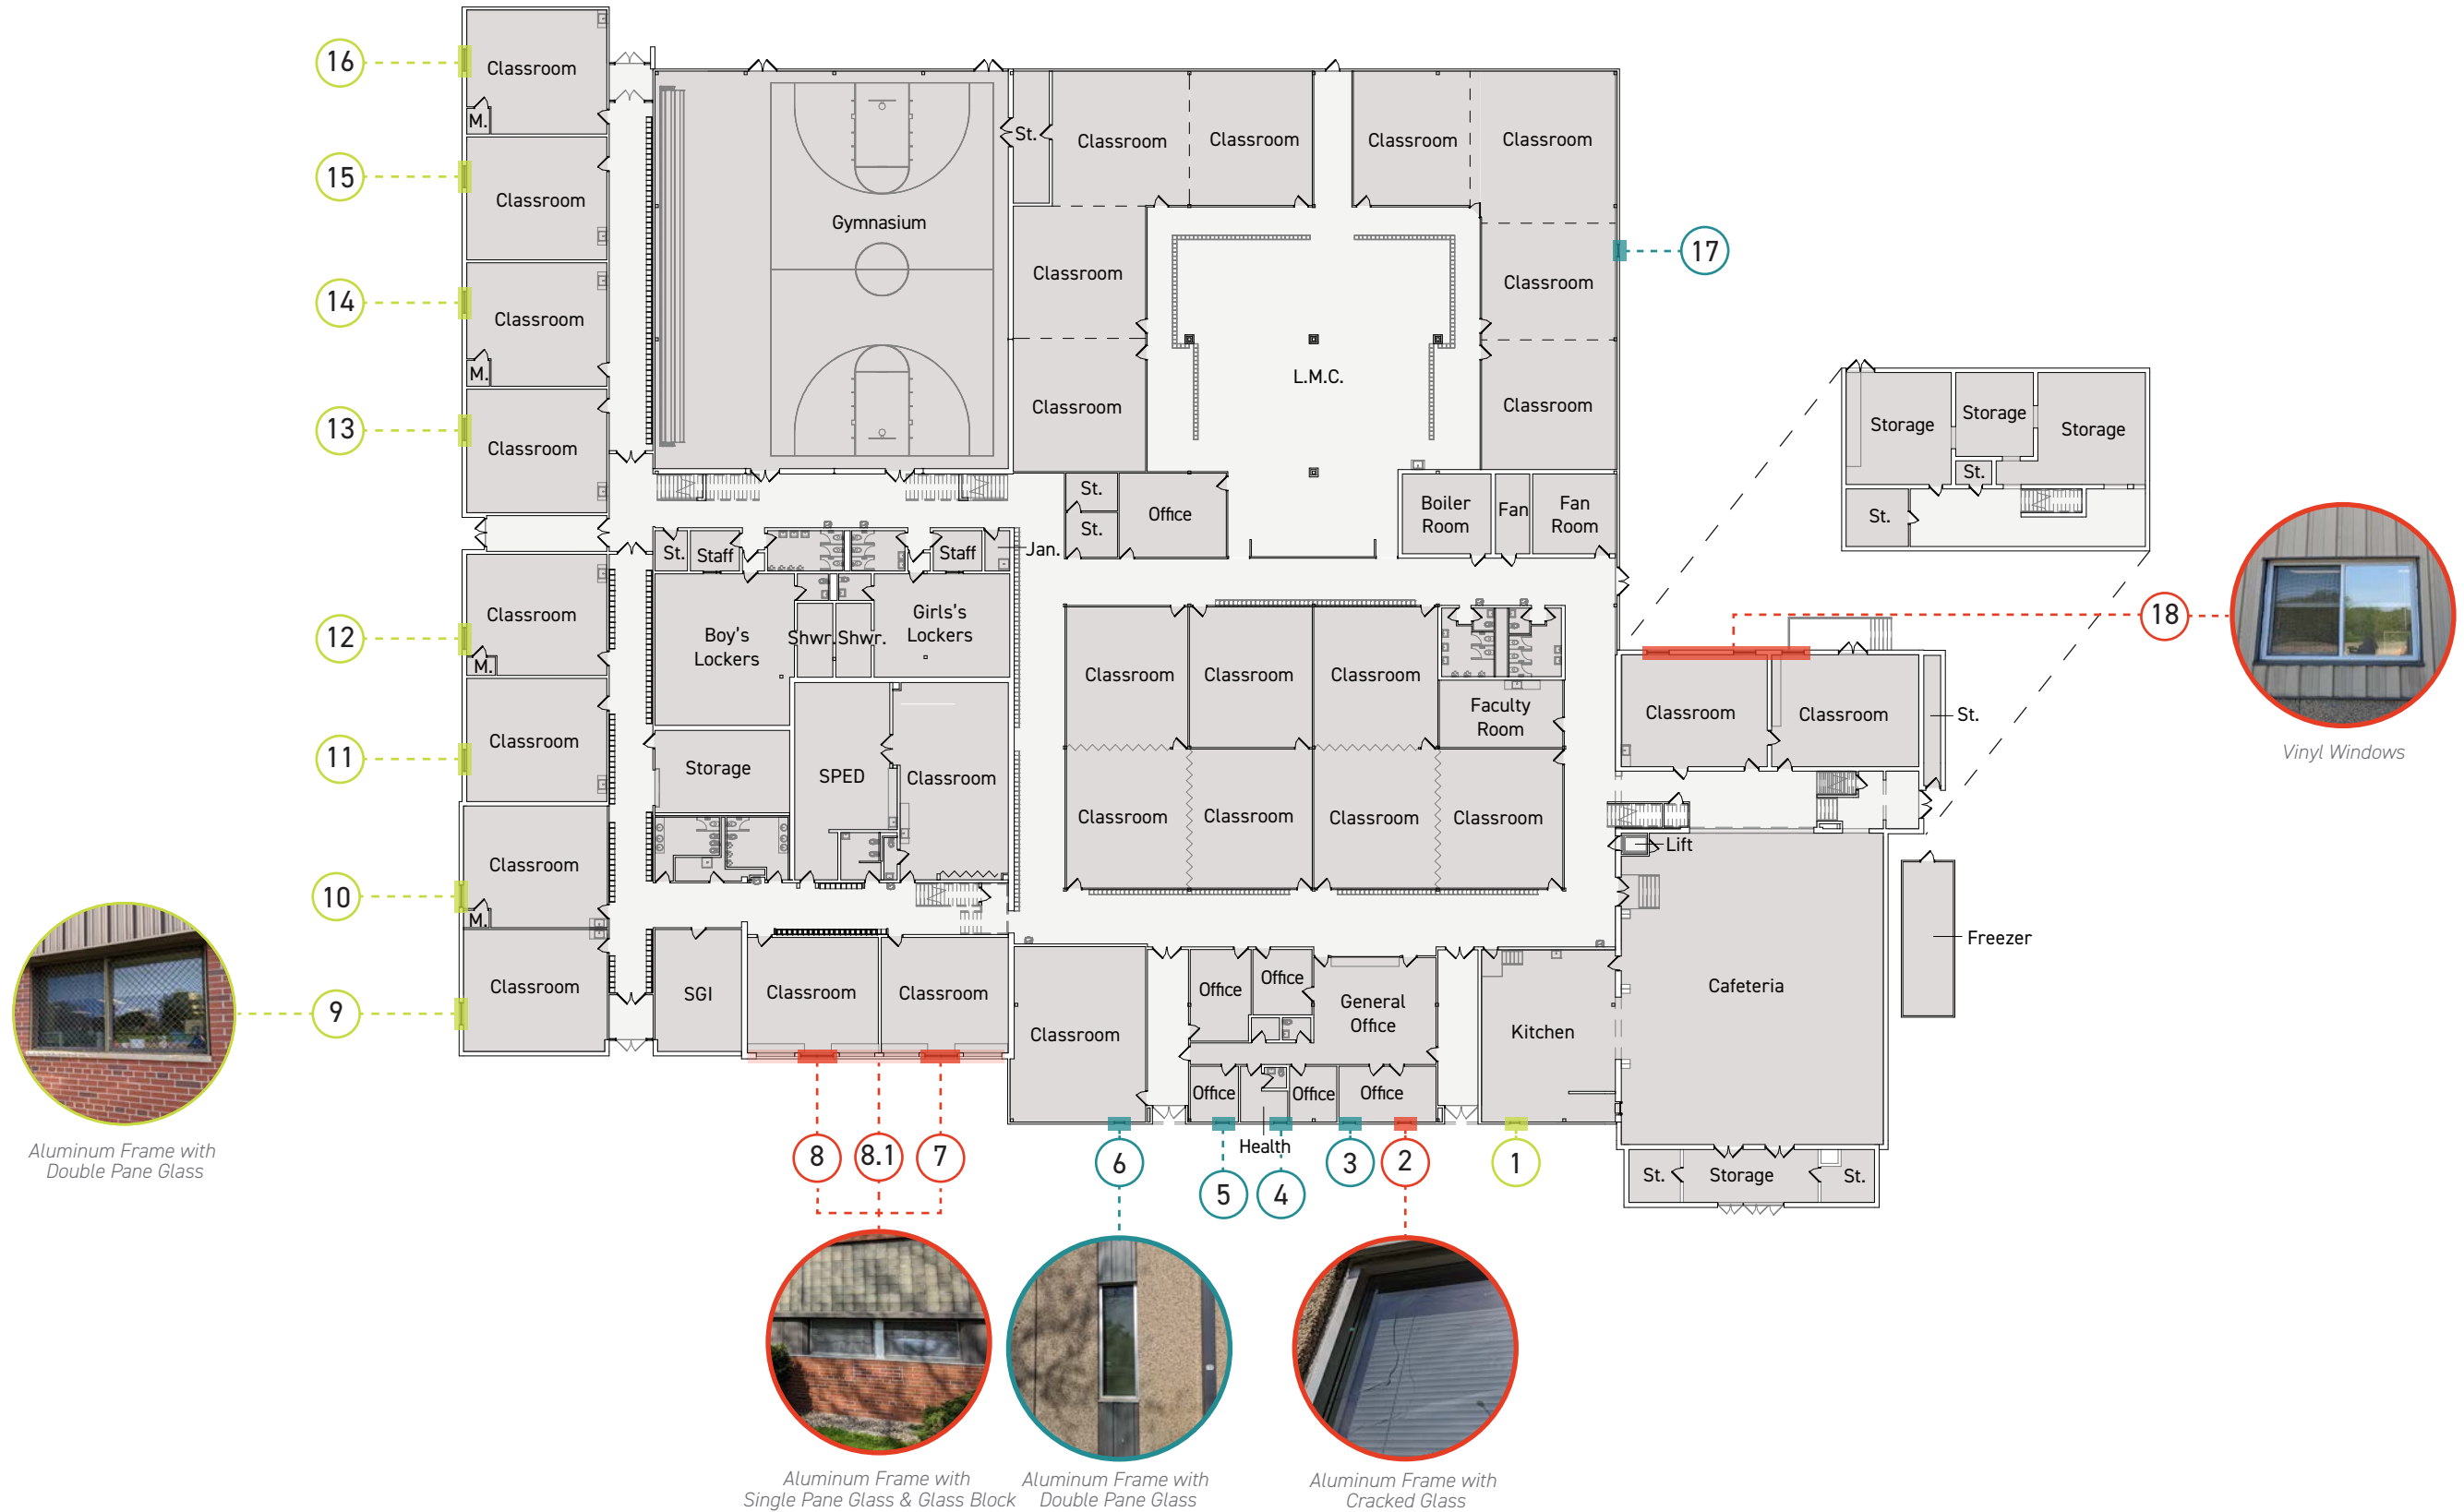 16
Classroom
M.
15
Classroom
14
Classroom
M.
13
Classroom
Gymnasium
St.
Classroom
Classroom
Classroom
Classroom
Classroom
Classroom
17
Classroom
Classroom
L.M.C.
St.
St.
Office
Boiler
Room
Fan
Fan
Room
Storage
Storage
Storage
St.
St.
St.
Staff
Staff
Jan.
12
Classroom
M.
Boy's
Lockers
Shwr.
Shwr.
Girls's
Lockers
18
Vinyl Windows
Classroom
Classroom
Classroom
Faculty
Room
Classroom
Classroom
St.
11
Classroom
Storage
SPED
Classroom
Classroom
Classroom
Classroom
Classroom
Lift
10
Classroom
M.
Freezer
9
Classroom
SGI
Classroom
Classroom
Classroom
Office
Office
General
Office
Kitchen
Cafeteria
Office
Office
Office
Health
Aluminum Frame with
Double Pane Glass
8
8.1
7
6
5
4
3
2
1
St.
Storage
St.
Aluminum Frame with
Single Pane Glass & Glass Block
Aluminum Frame with
Double Pane Glass
Aluminum Frame with
Cracked Glass